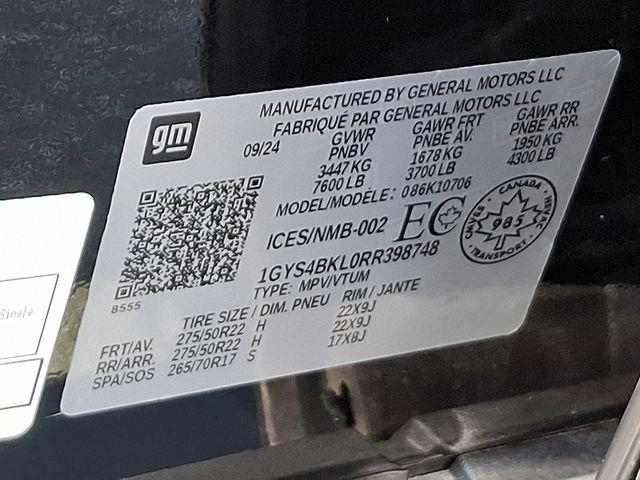 MANUFACTURED BY GENERAL MOTORS LLC
FABRIQUÉ PAR GENERAL MOTORS LLC
gm
09/24
GVWR GAWR FRT GAWR RR
PNBV PNBE AV. PNBE ARR.
3447 KG 1678 KG 1950 KG
7600 LB 3700 LB 4300 LB
MODEL/MODÈLE: 086K10706
ICES/NMB-002 EC
CANADA
985
TRANSPORT
1GYS4BKL0RR398748
TYPE: MPV/VTUM
8555
TIRE SIZE / DIM. PNEU RIM / JANTE
FRT/AV. 275/50R22 H 22X9J
RR/ARR. 275/50R22 H 22X9J
SPA/SOS 265/70R17 S 17X8J
Single